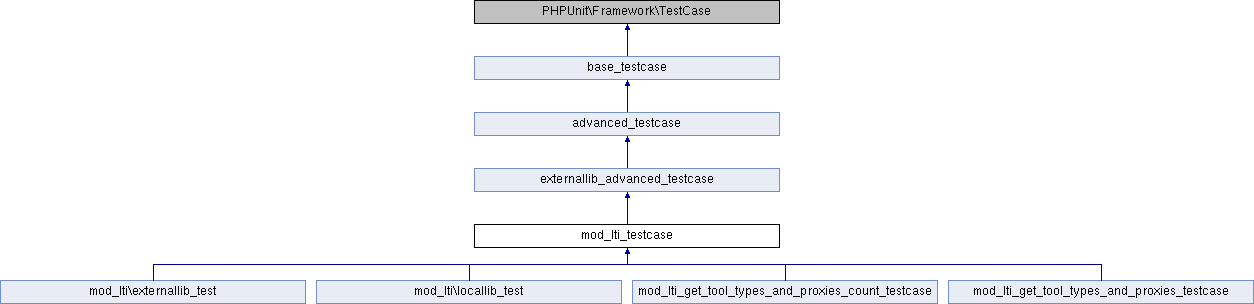 PHPUnit\Framework\TestCase
base_testcase
advanced_testcase
externallib_advanced_testcase
mod_lti_testcase
mod_lti\externallib_test
mod_lti\locallib_test
mod_lti_get_tool_types_and_proxies_count_testcase
mod_lti_get_tool_types_and_proxies_testcase